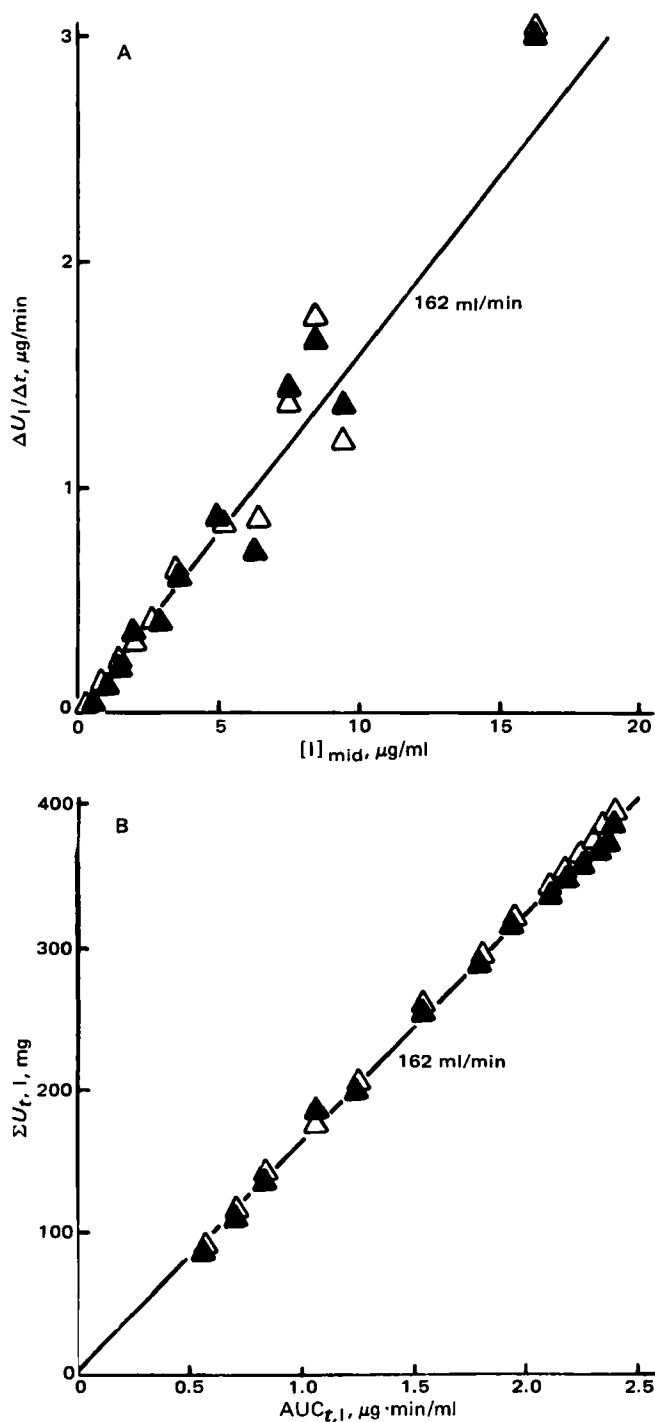 A
3
2
1
0
ΔU_I/Δt, μg/min
162 ml/min
0 5 10 15 20
[I]mid, μg/ml
B
400
300
200
100
0
ΣU_t, I, mg
162 ml/min
0 0.5 1.0 1.5 2.0 2.5
AUC_t,I, μg·min/ml